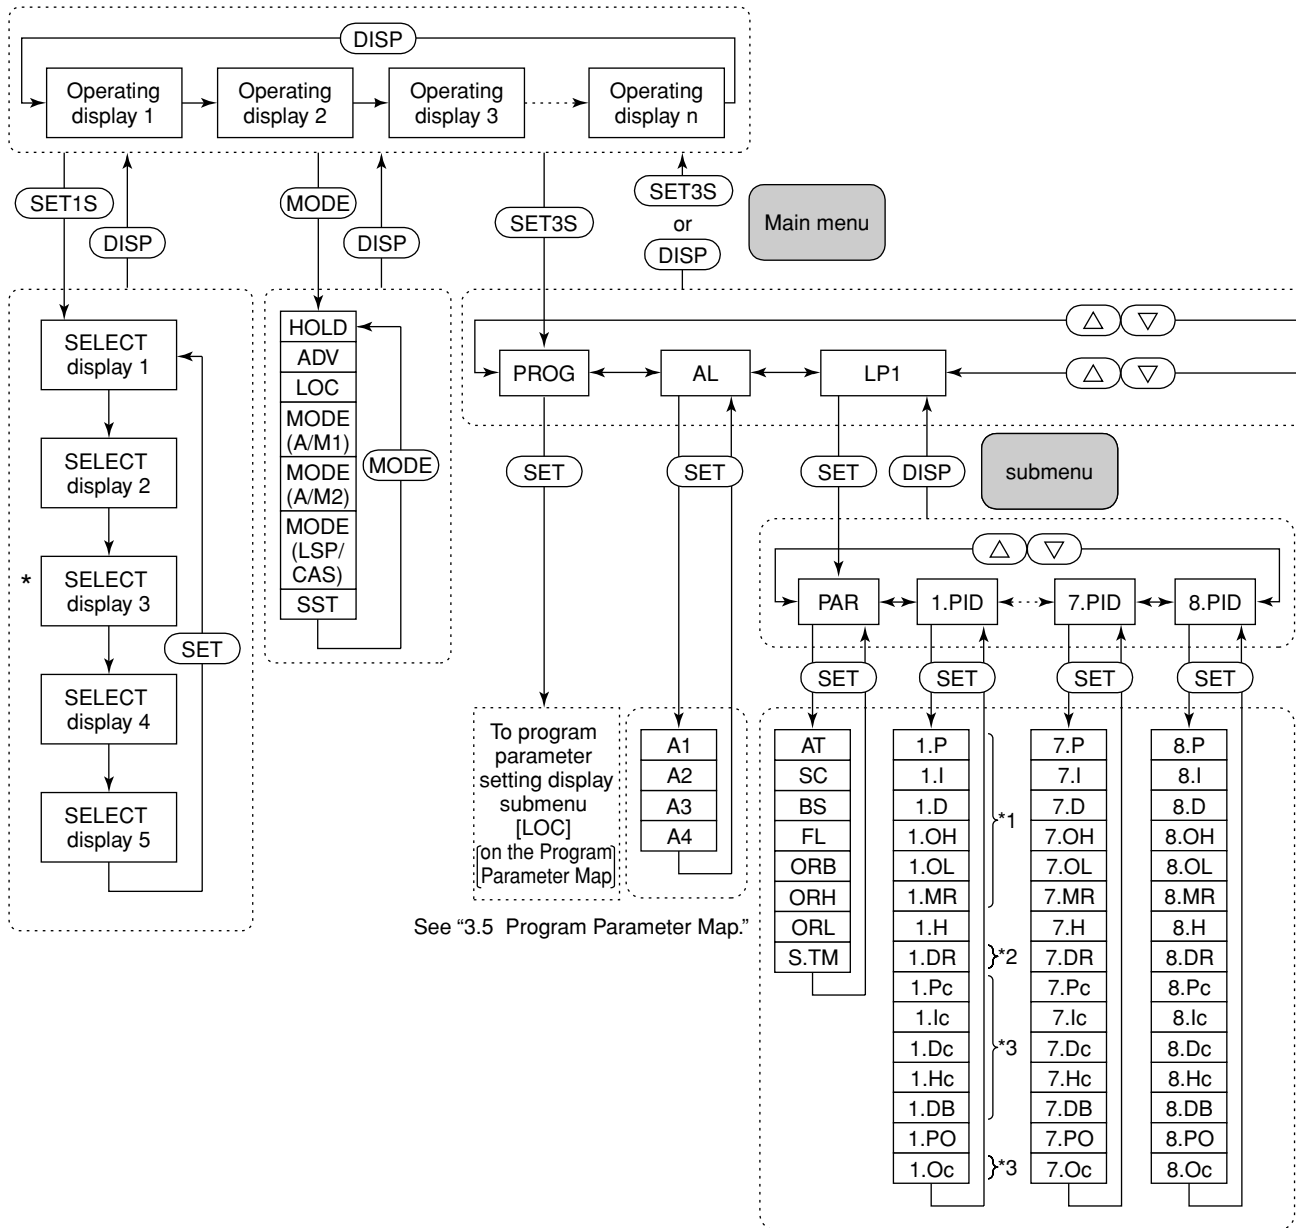 DISP
Operating
display 1
Operating
display 2
Operating
display 3
Operating
display n
SET1S
DISP
MODE
DISP
SET3S
SET3S
or
DISP
Main menu
SELECT
display 1
SELECT
display 2
*
SELECT
display 3
SELECT
display 4
SELECT
display 5
SET
HOLD
ADV
LOC
MODE
(A/M1)
MODE
(A/M2)
MODE
(LSP/
CAS)
SST
MODE
△ ▽
PROG
AL
LP1
△ ▽
SET
SET
SET
DISP
submenu
△ ▽
PAR
1.PID
7.PID
8.PID
SET
SET
SET
SET
To program
parameter
setting display
submenu
[LOC]
[on the Program
Parameter Map]
See “3.5 Program Parameter Map.”
A1
A2
A3
A4
AT
SC
BS
FL
ORB
ORH
ORL
S.TM
1.P
1.I
1.D
1.OH
1.OL
1.MR
1.H
1.DR
1.Pc
1.Ic
1.Dc
1.Hc
1.DB
1.PO
1.Oc
*1
*2
*3
*3
7.P
7.I
7.D
7.OH
7.OL
7.MR
7.H
7.DR
7.Pc
7.Ic
7.Dc
7.Hc
7.DB
7.PO
7.Oc
8.P
8.I
8.D
8.OH
8.OL
8.MR
8.H
8.DR
8.Pc
8.Ic
8.Dc
8.Hc
8.DB
8.PO
8.Oc